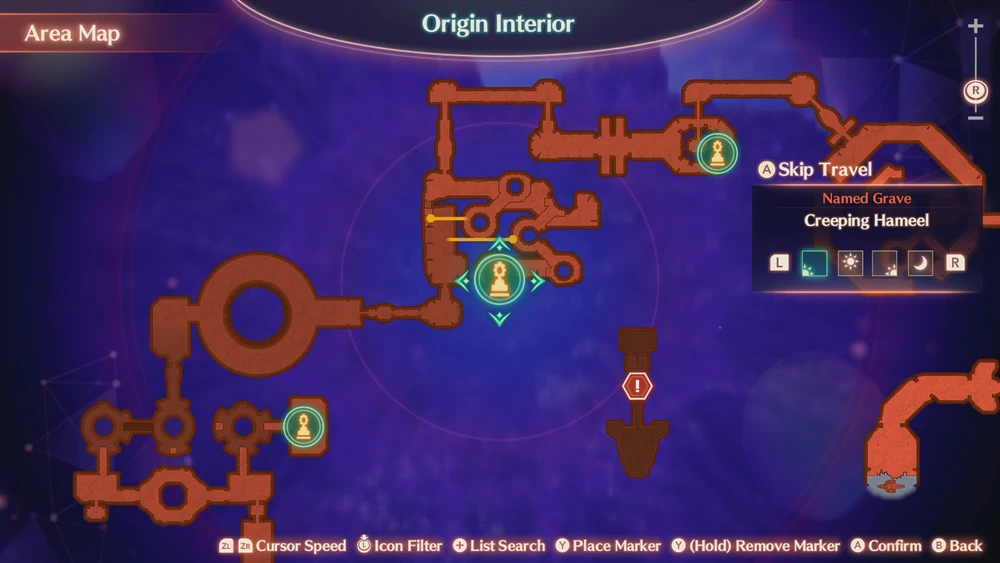 Origin Interior
Area Map
+
R
−
A Skip Travel
Named Grave
Creeping Hameel
L R
!
ZL ZR Cursor Speed L Icon Filter + List Search Y Place Marker Y (Hold) Remove Marker A Confirm B Back